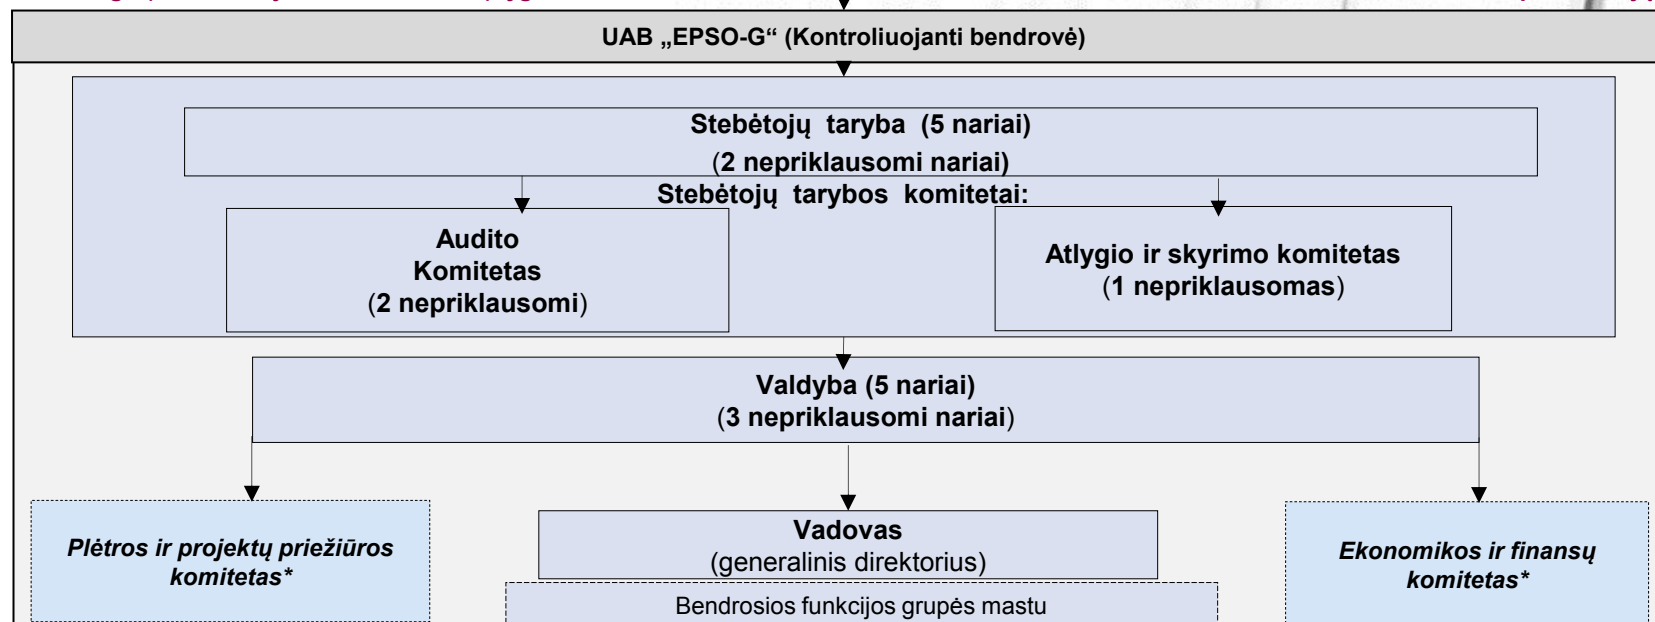 UAB „EPSO-G“ (Kontroliuojanti bendrovė)
Stebėtojų taryba (5 nariai)
(2 nepriklausomi nariai)
Stebėtojų tarybos komitetai:
Audito
Komitetas
(2 nepriklausomi)
Atlygio ir skyrimo komitetas
(1 nepriklausomas)
Valdyba (5 nariai)
(3 nepriklausomi nariai)
Plėtros ir projektų priežiūros
komitetas*
Vadovas
(generalinis direktorius)
Ekonomikos ir finansų
komitetas*
Bendrosios funkcijos grupės mastu